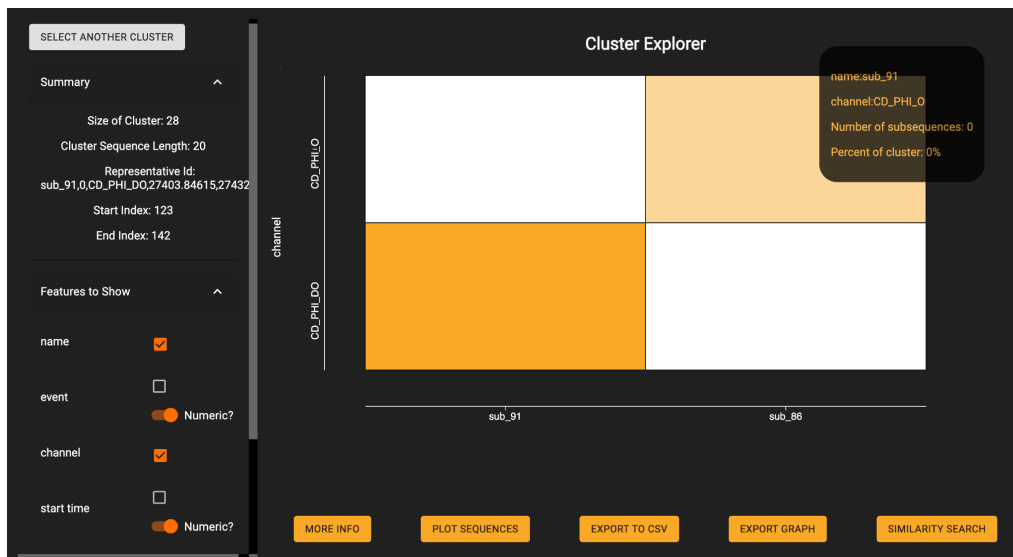 SELECT ANOTHER CLUSTER
Summary
Size of Cluster: 28
Cluster Sequence Length: 20
Representative Id:
sub_91,0,CD_PHI_DO,27403.84615,27432
Start Index: 123
End Index: 142
Features to Show
name
event
Numeric?
channel
start time
Numeric?
Cluster Explorer
name:sub_91
channel:CD_PHI_O
Number of subsequences: 0
Percent of cluster: 0%
channel
CD_PHI_O
CD_PHI_DO
sub_91
sub_86
MORE INFO
PLOT SEQUENCES
EXPORT TO CSV
EXPORT GRAPH
SIMILARITY SEARCH